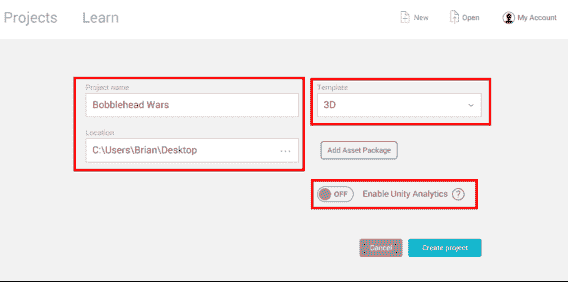 Projects Learn New Open My Account
Project name Template
Bobblehead Wars 3D
Location
C:\Users\Brian\Desktop ... Add Asset Package
OFF Enable Unity Analytics ?
Cancel Create project